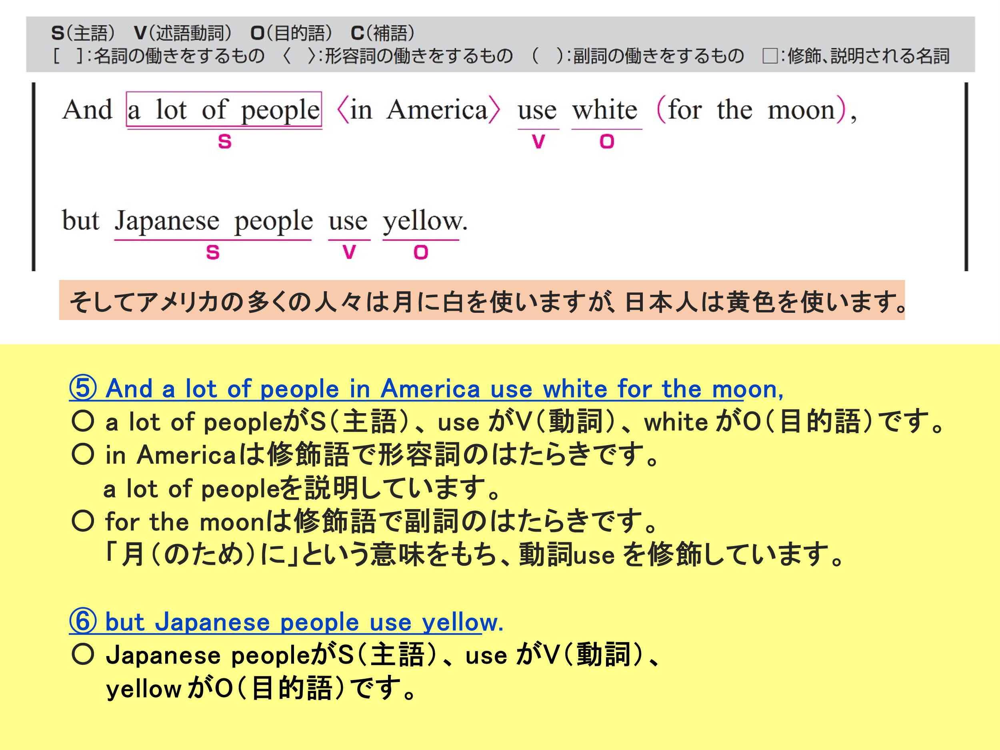 S（主語） V（述語動詞） O（目的語） C（補語）
[ ]：名詞の働きをするもの 〈 〉：形容詞の働きをするもの （ ）：副詞の働きをするもの □：修飾、説明される名詞
And a lot of people 〈in America〉 use white (for the moon),
S V O
but Japanese people use yellow.
S V O
そしてアメリカの多くの人々は月に白を使いますが、日本人は黄色を使います。
⑤ And a lot of people in America use white for the moon,
〇 a lot of peopleがS（主語）、use がV（動詞）、white がO（目的語）です。
〇 in Americaは修飾語で形容詞のはたらきです。
a lot of peopleを説明しています。
〇 for the moonは修飾語で副詞のはたらきです。
「月（のため）に」という意味をもち、動詞use を修飾しています。
⑥ but Japanese people use yellow.
〇 Japanese peopleがS（主語）、use がV（動詞）、
yellow がO（目的語）です。